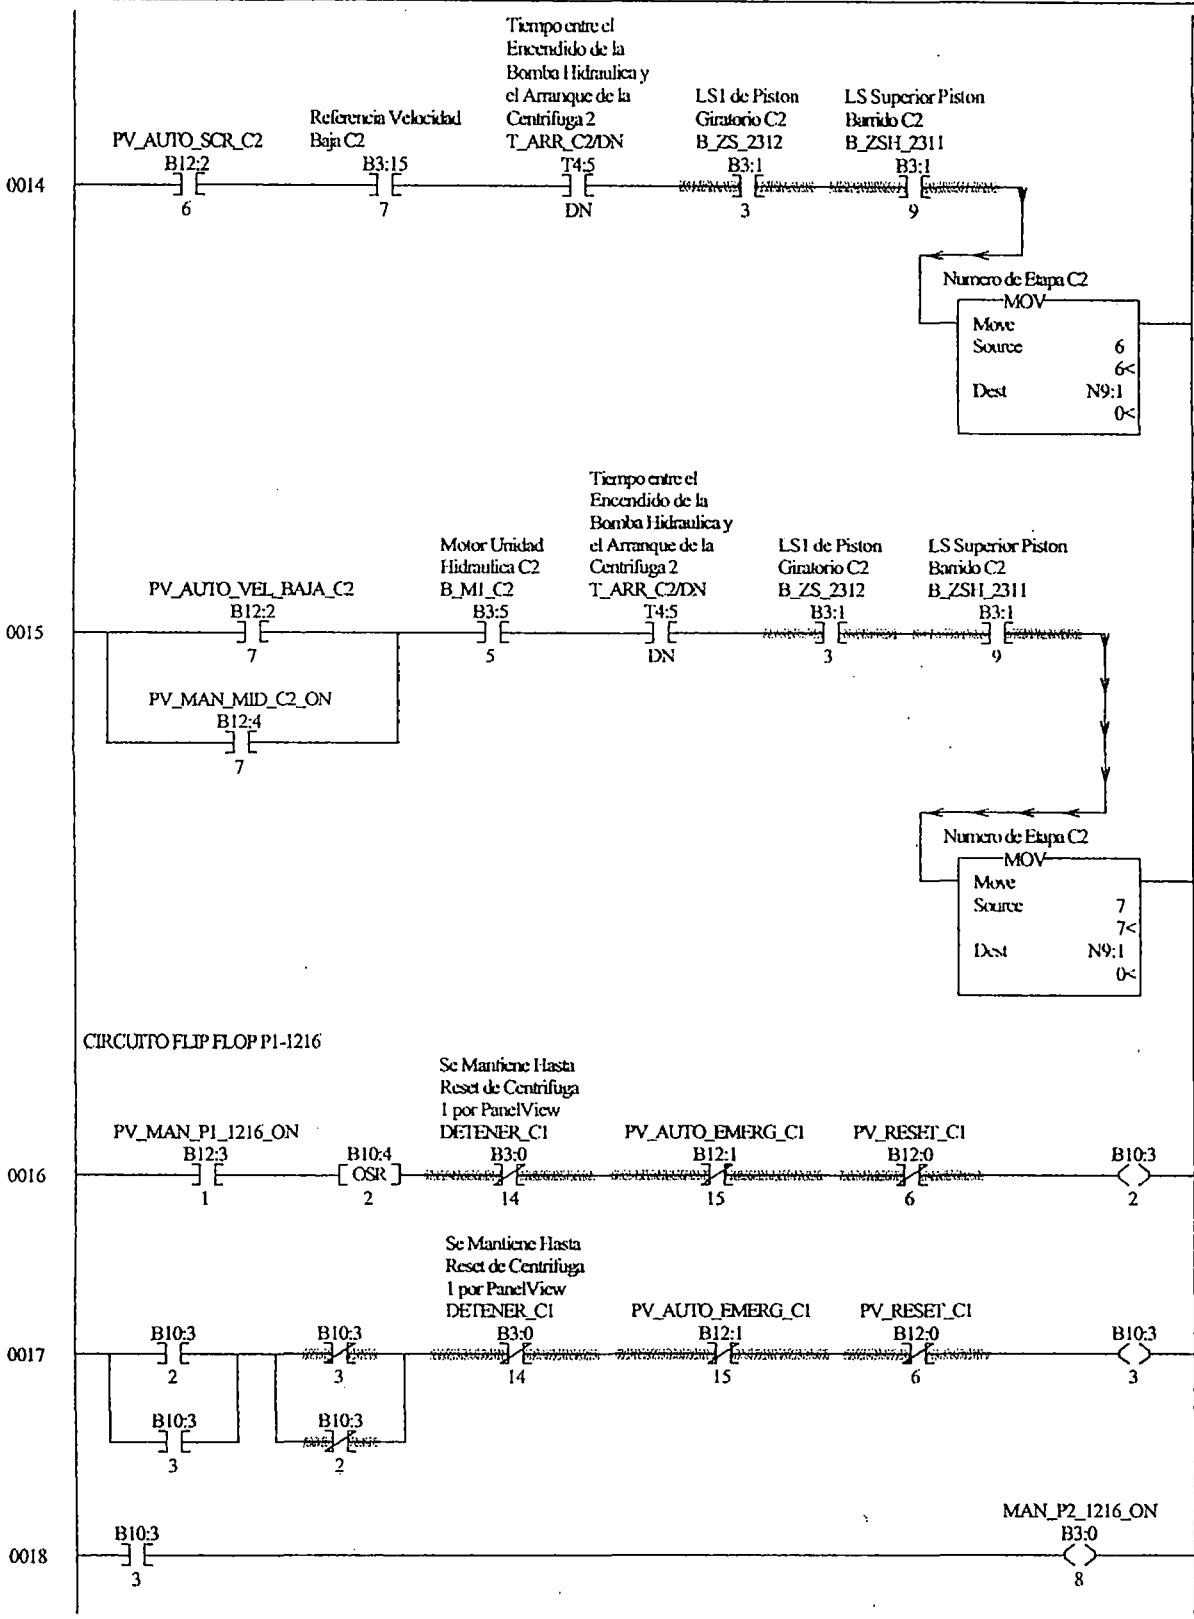 Tiempo entre el
Encendido de la
Bomba Hidraulica y
el Arranque de la
Centrifuga 2
T_ARR_C2/DN
LS1 de Piston
Giratorio C2
B_ZS_2312
LS Superior Piston
Barrido C2
B_ZSH_2311
Referencia Velocidad
Baja C2
PV_AUTO_SCR_C2
B12:2
B3:15
T4:5
B3:1
B3:1
0014
6
7
DN
3
9
Numero de Etapa C2
MOV
Move
Source 6
6<
Dest N9:1
0<
Tiempo entre el
Encendido de la
Bomba Hidraulica y
el Arranque de la
Centrifuga 2
T_ARR_C2/DN
Motor Unidad
Hidraulica C2
B_M1_C2
LS1 de Piston
Giratorio C2
B_ZS_2312
LS Superior Piston
Barrido C2
B_ZSH_2311
PV_AUTO_VEL_BAJA_C2
B12:2
B3:5
T4:5
B3:1
B3:1
0015
7
5
DN
3
9
PV_MAN_MID_C2_ON
B12:4
7
Numero de Etapa C2
MOV
Move
Source 7
7<
Dest N9:1
0<
CIRCUITO FLIP FLOP P1-1216
Se Mantiene Hasta
Reset de Centrifuga
1 por PanelView
DETENER_C1
PV_MAN_P1_1216_ON
PV_AUTO_EMERG_C1
PV_RESET_C1
B12:3
B10:4
B3:0
B12:1
B12:0
B10:3
0016
OSR
1
2
14
15
6
2
Se Mantiene Hasta
Reset de Centrifuga
1 por PanelView
DETENER_C1
PV_AUTO_EMERG_C1
PV_RESET_C1
B10:3
B10:3
B3:0
B12:1
B12:0
B10:3
0017
2
3
14
15
6
3
B10:3
B10:3
3
2
MAN_P2_1216_ON
B10:3
B3:0
0018
3
8